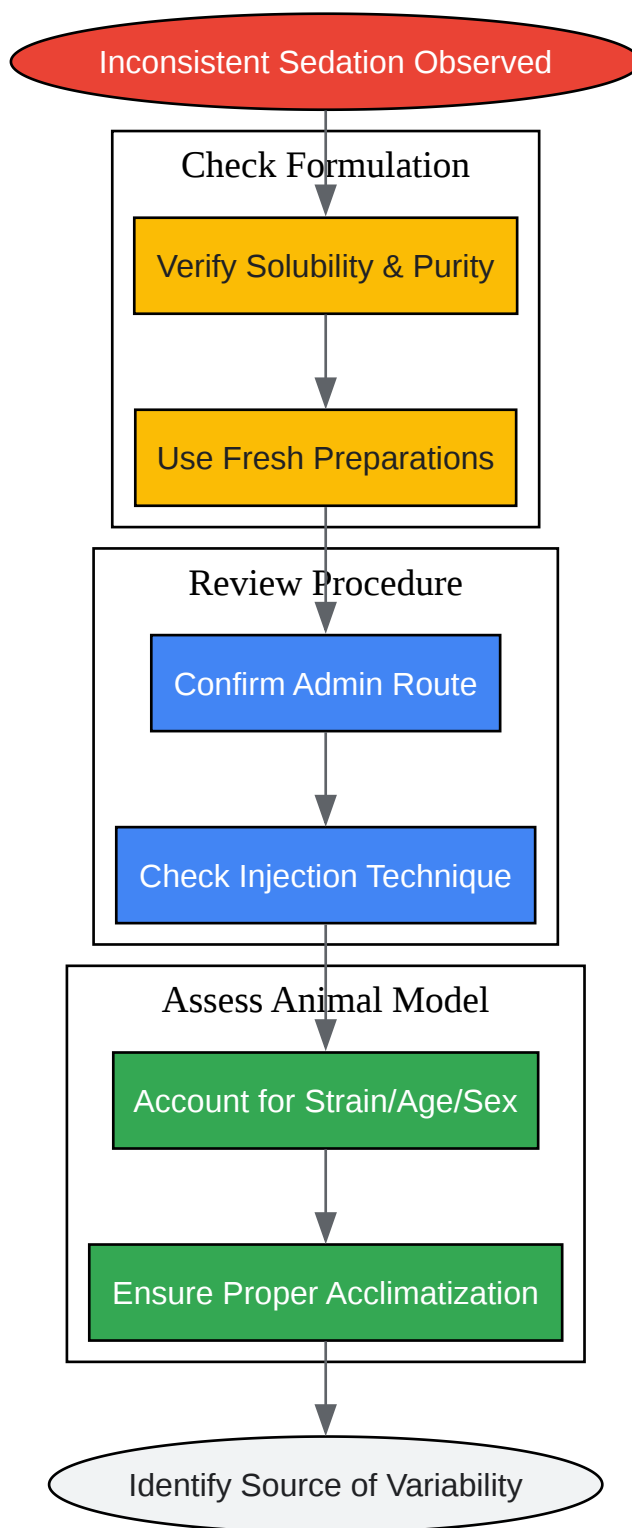 Inconsistent Sedation Observed
Check Formulation
Verify Solubility & Purity
Use Fresh Preparations
Review Procedure
Confirm Admin Route
Check Injection Technique
Assess Animal Model
Account for Strain/Age/Sex
Ensure Proper Acclimatization
Identify Source of Variability